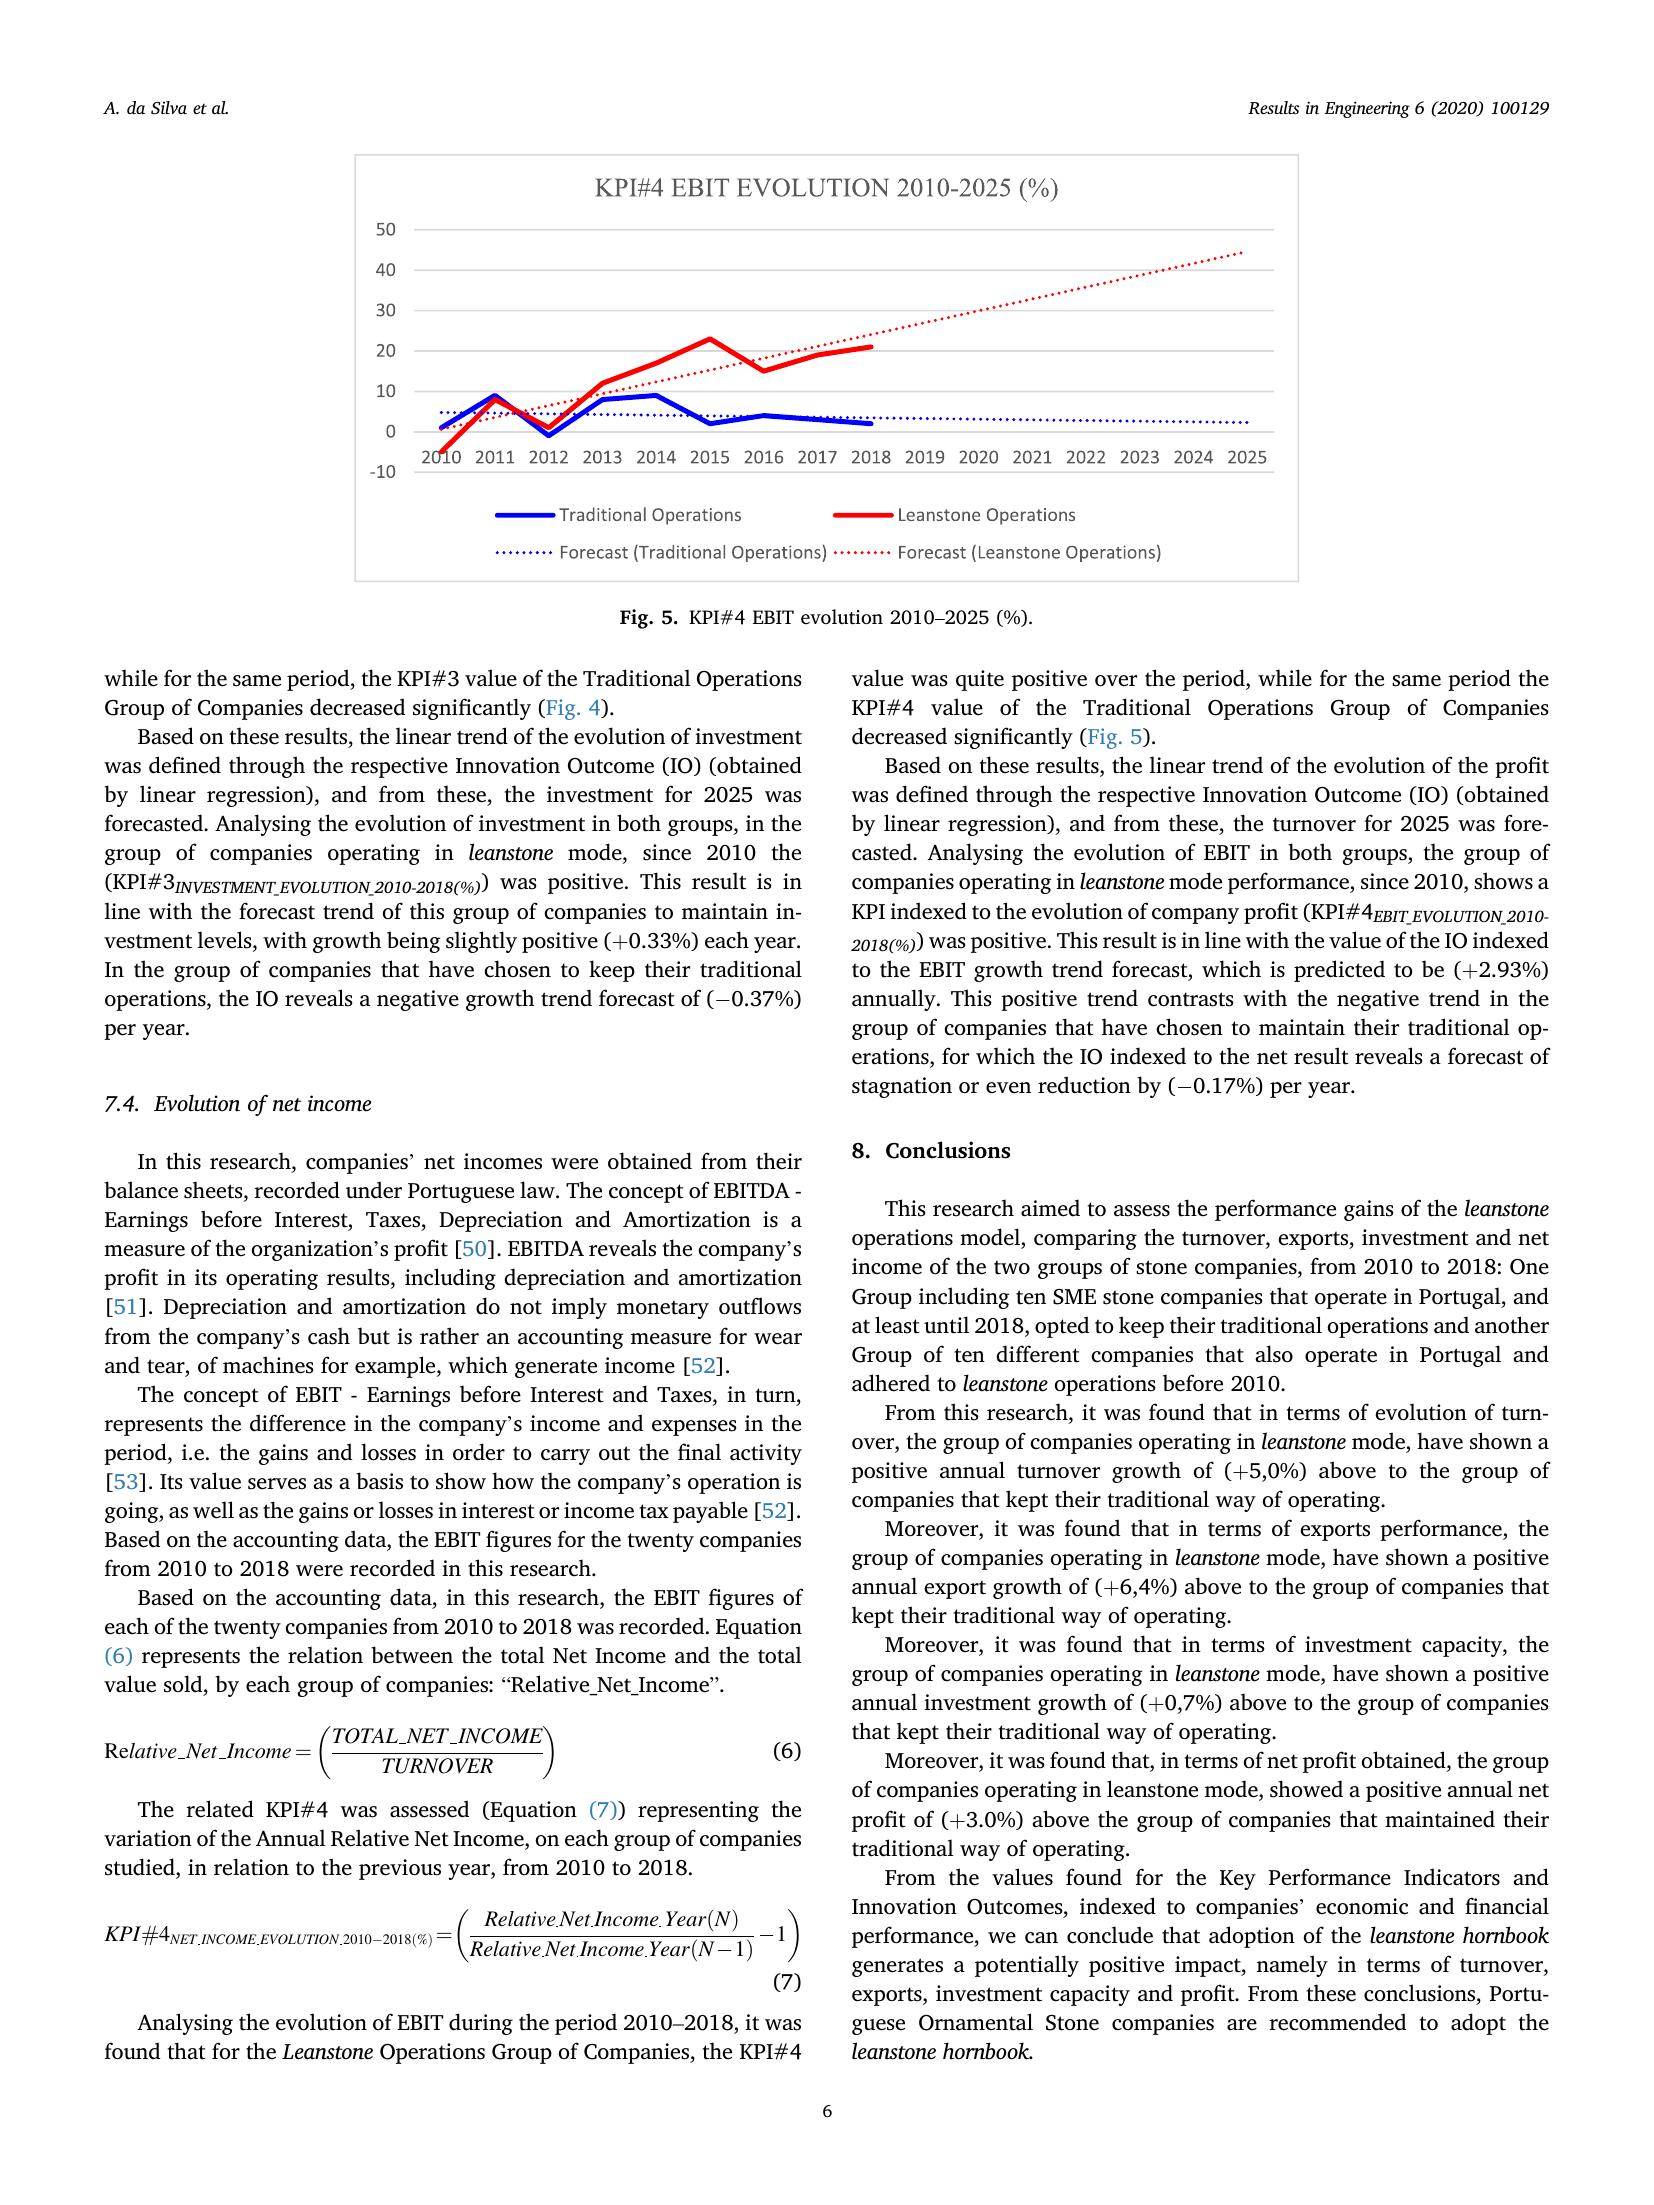 A. da Silva et al.
Results in Engineering 6 (2020) 100129
KPI#4 EBIT EVOLUTION 2010-2025 (%)
50
40
30
20
10
0
-10
2010 2011 2012 2013 2014 2015 2016 2017 2018 2019 2020 2021 2022 2023 2024 2025
Traditional Operations
Leanstone Operations
Forecast (Traditional Operations)
Forecast (Leanstone Operations)
Fig. 5. KPI#4 EBIT evolution 2010–2025 (%).
while for the same period, the KPI#3 value of the Traditional Operations
Group of Companies decreased significantly (Fig. 4).
Based on these results, the linear trend of the evolution of investment
was defined through the respective Innovation Outcome (IO) (obtained
by linear regression), and from these, the investment for 2025 was
forecasted. Analysing the evolution of investment in both groups, in the
group of companies operating in leanstone mode, since 2010 the
(KPI#3INVESTMENT_EVOLUTION_2010-2018(%)) was positive. This result is in
line with the forecast trend of this group of companies to maintain in-
vestment levels, with growth being slightly positive (+0.33%) each year.
In the group of companies that have chosen to keep their traditional
operations, the IO reveals a negative growth trend forecast of (−0.37%)
per year.
7.4. Evolution of net income
In this research, companies’ net incomes were obtained from their
balance sheets, recorded under Portuguese law. The concept of EBITDA -
Earnings before Interest, Taxes, Depreciation and Amortization is a
measure of the organization’s profit [50]. EBITDA reveals the company’s
profit in its operating results, including depreciation and amortization
[51]. Depreciation and amortization do not imply monetary outflows
from the company’s cash but is rather an accounting measure for wear
and tear, of machines for example, which generate income [52].
The concept of EBIT - Earnings before Interest and Taxes, in turn,
represents the difference in the company’s income and expenses in the
period, i.e. the gains and losses in order to carry out the final activity
[53]. Its value serves as a basis to show how the company’s operation is
going, as well as the gains or losses in interest or income tax payable [52].
Based on the accounting data, the EBIT figures for the twenty companies
from 2010 to 2018 were recorded in this research.
Based on the accounting data, in this research, the EBIT figures of
each of the twenty companies from 2010 to 2018 was recorded. Equation
(6) represents the relation between the total Net Income and the total
value sold, by each group of companies: “Relative_Net_Income”.
Relative_Net_Income = (TOTAL_NET_INCOME / TURNOVER) (6)
The related KPI#4 was assessed (Equation (7)) representing the
variation of the Annual Relative Net Income, on each group of companies
studied, in relation to the previous year, from 2010 to 2018.
KPI#4NET.INCOME.EVOLUTION.2010−2018(%) = (Relative.Net.Income.Year(N) / Relative.Net.Income.Year(N−1) −1)
(7)
Analysing the evolution of EBIT during the period 2010–2018, it was
found that for the Leanstone Operations Group of Companies, the KPI#4
value was quite positive over the period, while for the same period the
KPI#4 value of the Traditional Operations Group of Companies
decreased significantly (Fig. 5).
Based on these results, the linear trend of the evolution of the profit
was defined through the respective Innovation Outcome (IO) (obtained
by linear regression), and from these, the turnover for 2025 was fore-
casted. Analysing the evolution of EBIT in both groups, the group of
companies operating in leanstone mode performance, since 2010, shows a
KPI indexed to the evolution of company profit (KPI#4EBIT_EVOLUTION_2010-
2018(%)) was positive. This result is in line with the value of the IO indexed
to the EBIT growth trend forecast, which is predicted to be (+2.93%)
annually. This positive trend contrasts with the negative trend in the
group of companies that have chosen to maintain their traditional op-
erations, for which the IO indexed to the net result reveals a forecast of
stagnation or even reduction by (−0.17%) per year.
8. Conclusions
This research aimed to assess the performance gains of the leanstone
operations model, comparing the turnover, exports, investment and net
income of the two groups of stone companies, from 2010 to 2018: One
Group including ten SME stone companies that operate in Portugal, and
at least until 2018, opted to keep their traditional operations and another
Group of ten different companies that also operate in Portugal and
adhered to leanstone operations before 2010.
From this research, it was found that in terms of evolution of turn-
over, the group of companies operating in leanstone mode, have shown a
positive annual turnover growth of (+5,0%) above to the group of
companies that kept their traditional way of operating.
Moreover, it was found that in terms of exports performance, the
group of companies operating in leanstone mode, have shown a positive
annual export growth of (+6,4%) above to the group of companies that
kept their traditional way of operating.
Moreover, it was found that in terms of investment capacity, the
group of companies operating in leanstone mode, have shown a positive
annual investment growth of (+0,7%) above to the group of companies
that kept their traditional way of operating.
Moreover, it was found that, in terms of net profit obtained, the group
of companies operating in leanstone mode, showed a positive annual net
profit of (+3.0%) above the group of companies that maintained their
traditional way of operating.
From the values found for the Key Performance Indicators and
Innovation Outcomes, indexed to companies’ economic and financial
performance, we can conclude that adoption of the leanstone hornbook
generates a potentially positive impact, namely in terms of turnover,
exports, investment capacity and profit. From these conclusions, Portu-
guese Ornamental Stone companies are recommended to adopt the
leanstone hornbook.
6